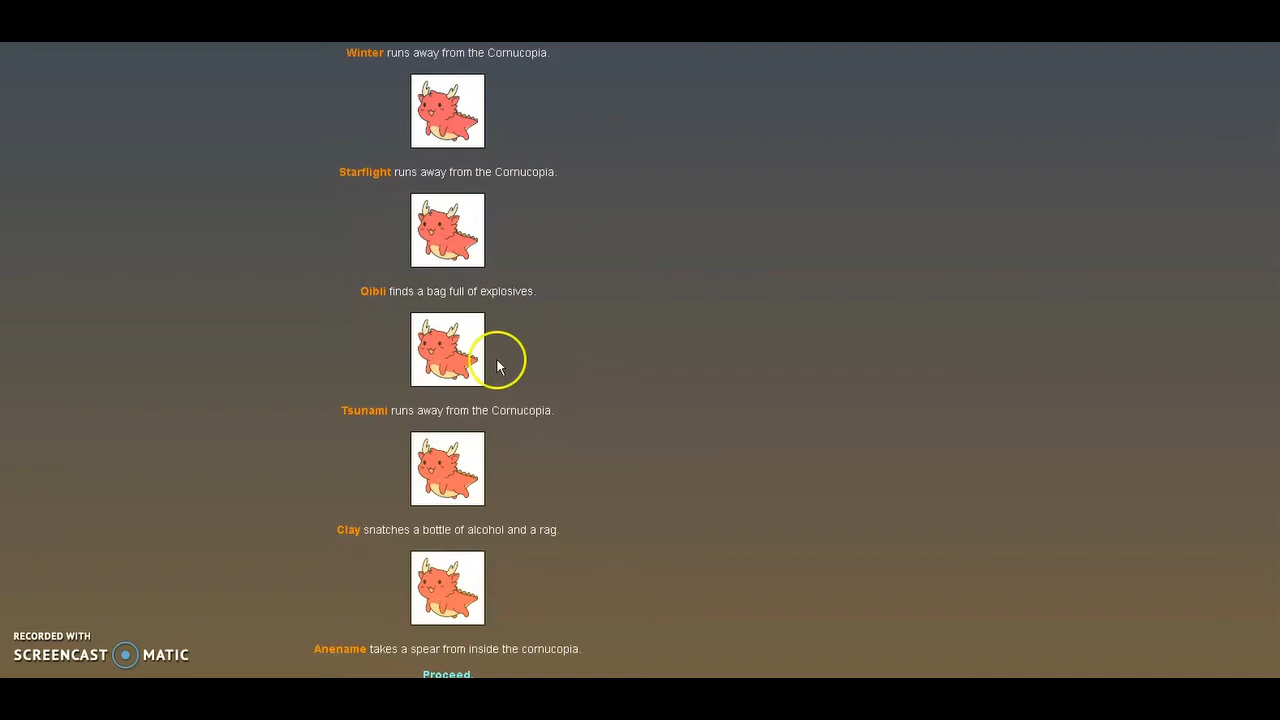 Winter runs away from the Cornucopia.
Starflight runs away from the Cornucopia.
Qibli finds a bag full of explosives.
Tsunami runs away from the Cornucopia.
Clay snatches a bottle of alcohol and a rag.
Anename takes a spear from inside the cornucopia.
Proceed.
RECORDED WITH
SCREENCAST MATIC